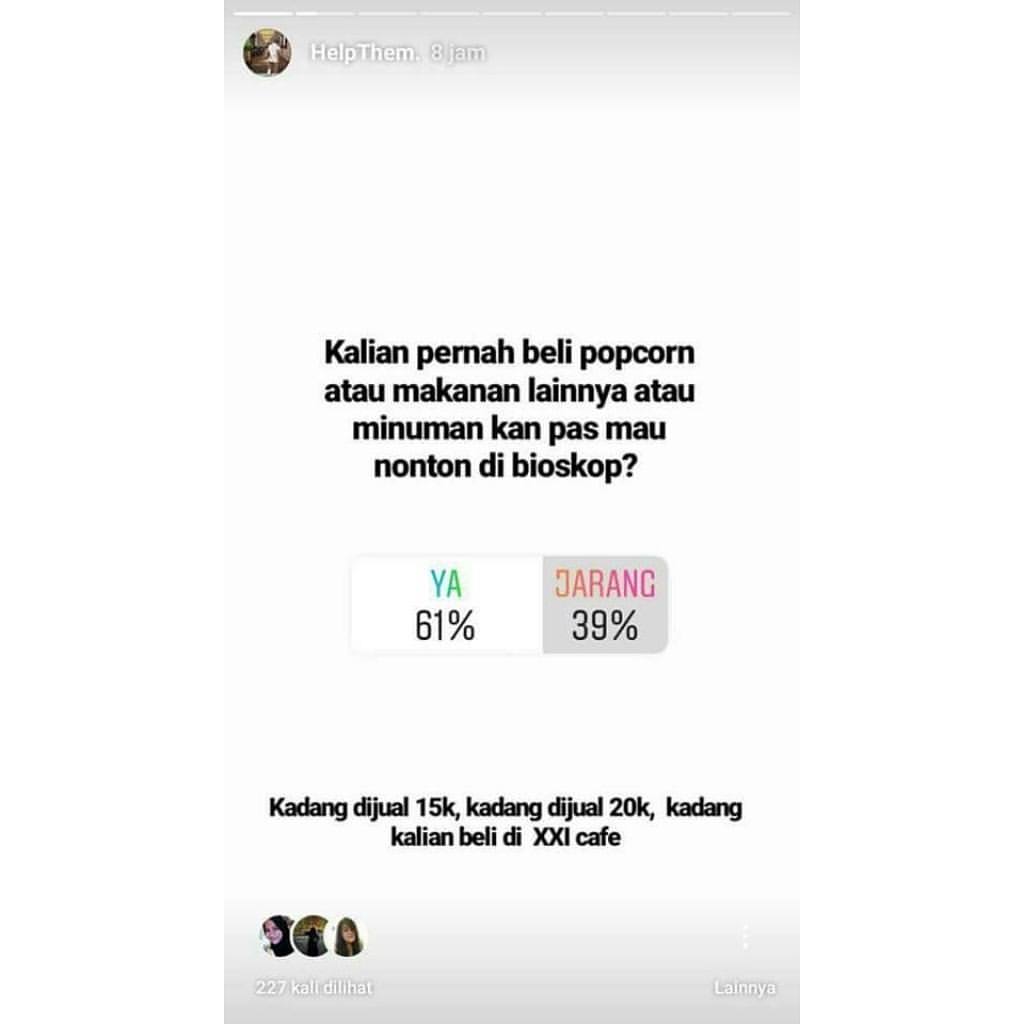 HelpThem. 8 jam
Kalian pernah beli popcorn
atau makanan lainnya atau
minuman kan pas mau
nonton di bioskop?
YA JARANG
61% 39%
Kadang dijual 15k, kadang dijual 20k, kadang
kalian beli di XXI cafe
227 kali dilihat Lainnya